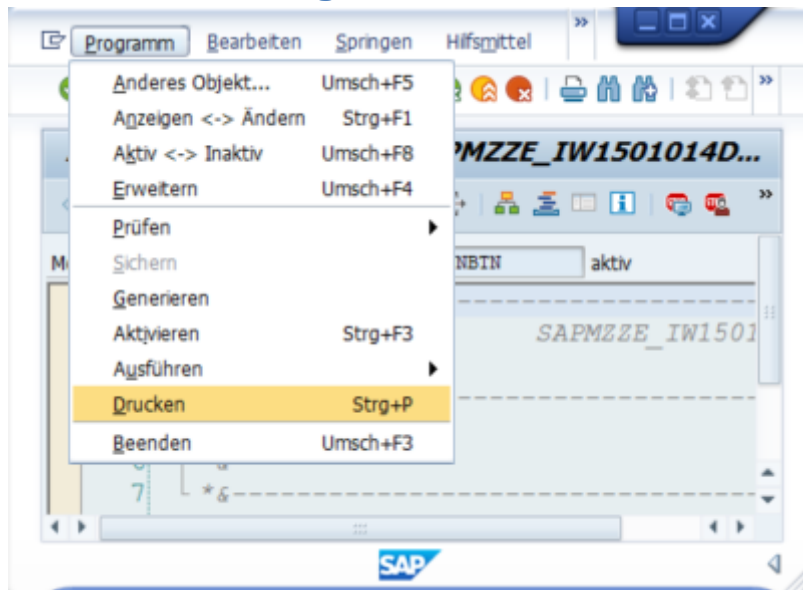 Programm Bearbeiten Springen Hilfsmittel »
Anderes Objekt... Umsch+F5 »
Anzeigen <-> Ändern Strg+F1
Aktiv <-> Inaktiv Umsch+F8 PMZZE_IW1501014D...
Erweitern Umsch+F4 »
Prüfen
Sichern NBTN aktiv
Generieren
Aktivieren Strg+F3 SAPMZZE_IW1501
Ausführen
Drucken Strg+P
Beenden Umsch+F3
7 *&---------------------------------------
SAP